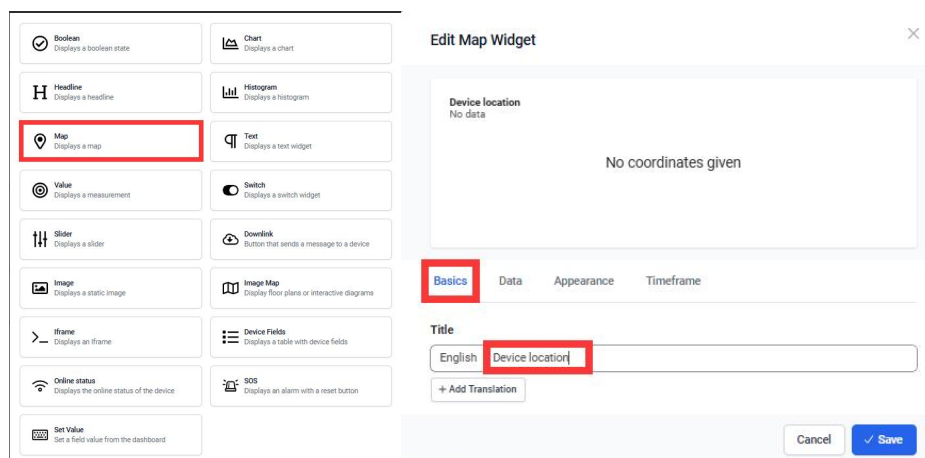 Boolean
Displays a boolean state
Chart
Displays a chart
Headline
Displays a headline
Histogram
Displays a histogram
Map
Displays a map
Text
Displays a text widget
Value
Displays a measurement
Switch
Displays a switch widget
Slider
Displays a slider
Downlink
Button that sends a message to a device
Image
Displays a static image
Image Map
Display floor plans or interactive diagrams
Iframe
Displays an Iframe
Device Fields
Displays a table with device fields
Online status
Displays the online status of the device
SOS
Displays an alarm with a reset button
Set Value
Set a field value from the dashboard
Edit Map Widget
Device location
No data
No coordinates given
Basics Data Appearance Timeframe
Title
English Device location
+ Add Translation
Cancel Save